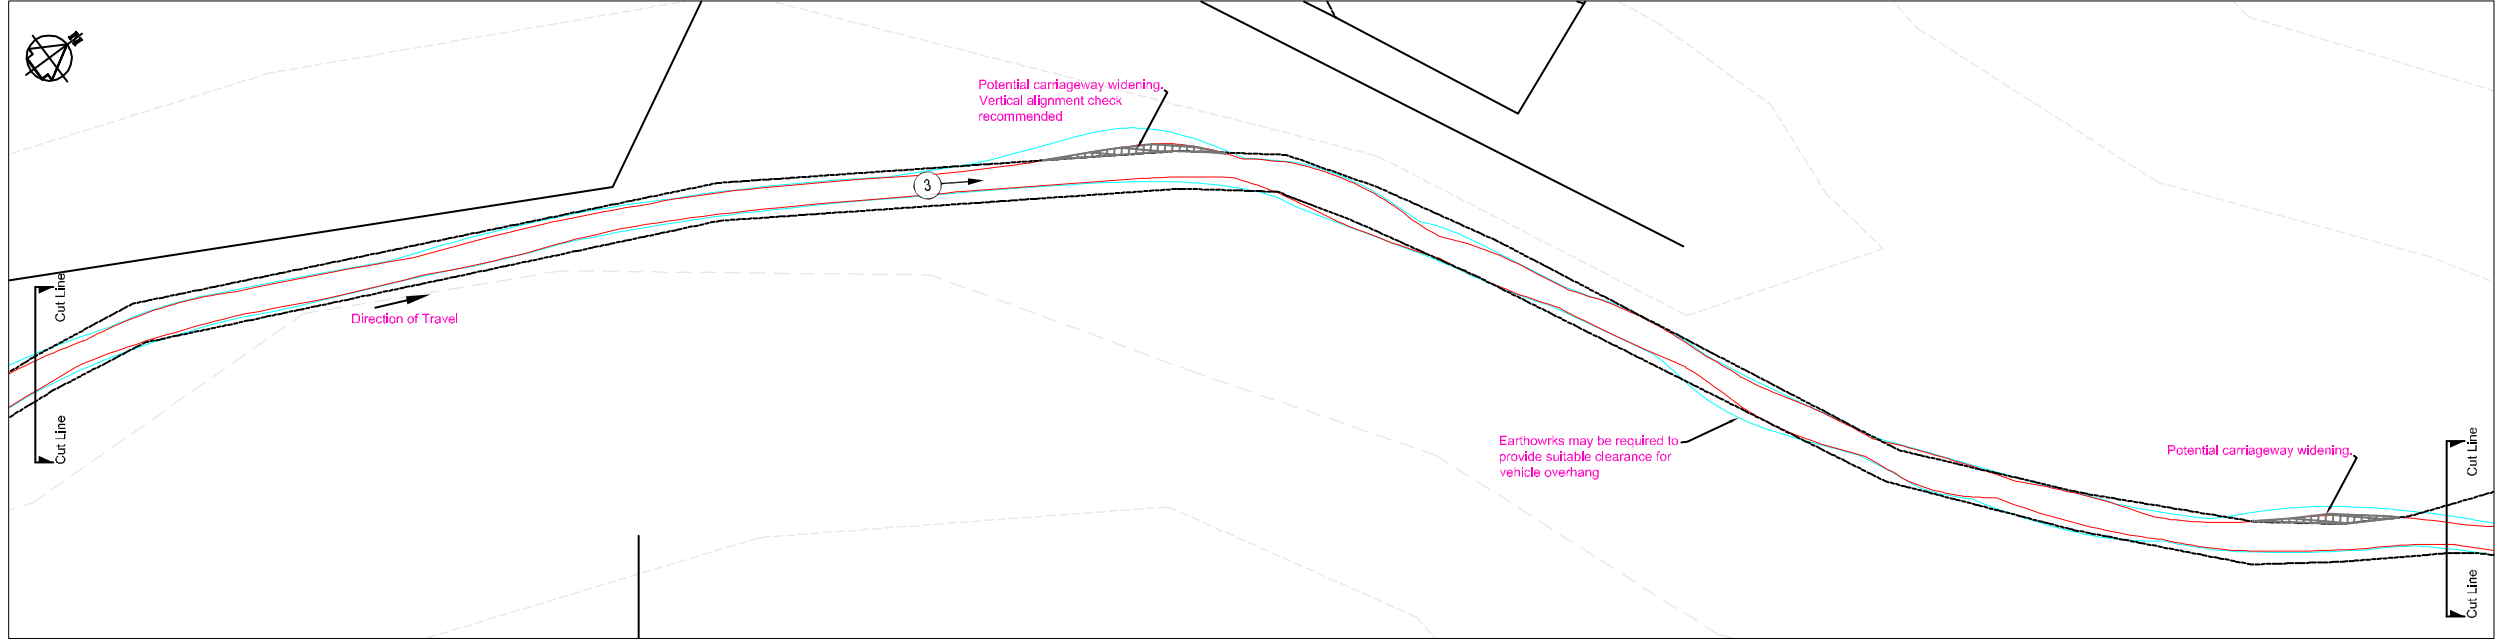 N
Potential carriageway widening.
Vertical alignment check
recommended
3
Cut Line
Direction of Travel
Cut Line
Earthowrks may be required to
provide suitable clearance for
vehicle overhang
Potential carriageway widening.
Cut Line
Cut Line